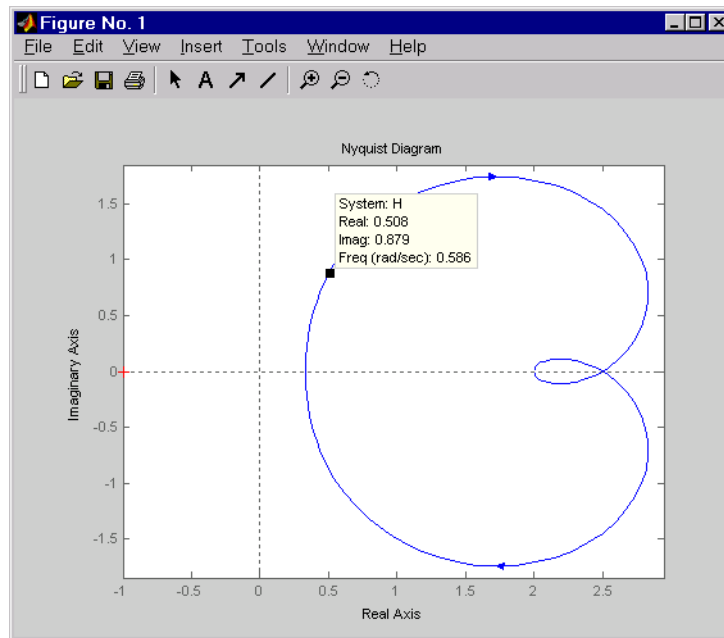 Figure No. 1
File Edit View Insert Tools Window Help
A
Nyquist Diagram
System: H
Real: 0.508
Imag: 0.879
Freq (rad/sec): 0.586
1.5
1
0.5
0
-0.5
-1
-1.5
Imaginary Axis
-1 -0.5 0 0.5 1 1.5 2 2.5
Real Axis